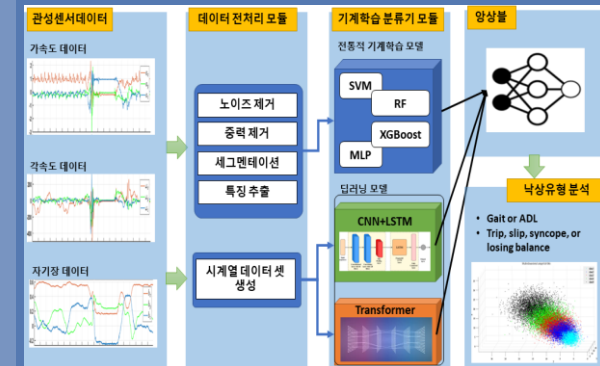 관성센서데이터
가속도 데이터
각속도 데이터
자기장 데이터
데이터 전처리 모듈
노이즈 제거
중력 제거
세그멘테이션
특징 추출
시계열 데이터 셋
생성
기계학습 분류기 모듈
전통적 기계학습 모델
SVM
RF
XGBoost
MLP
딥러닝 모델
CNN+LSTM
Transformer
앙상블
낙상유형 분석
• Gait or ADL
• Trip, slip, syncope, or
losing balance